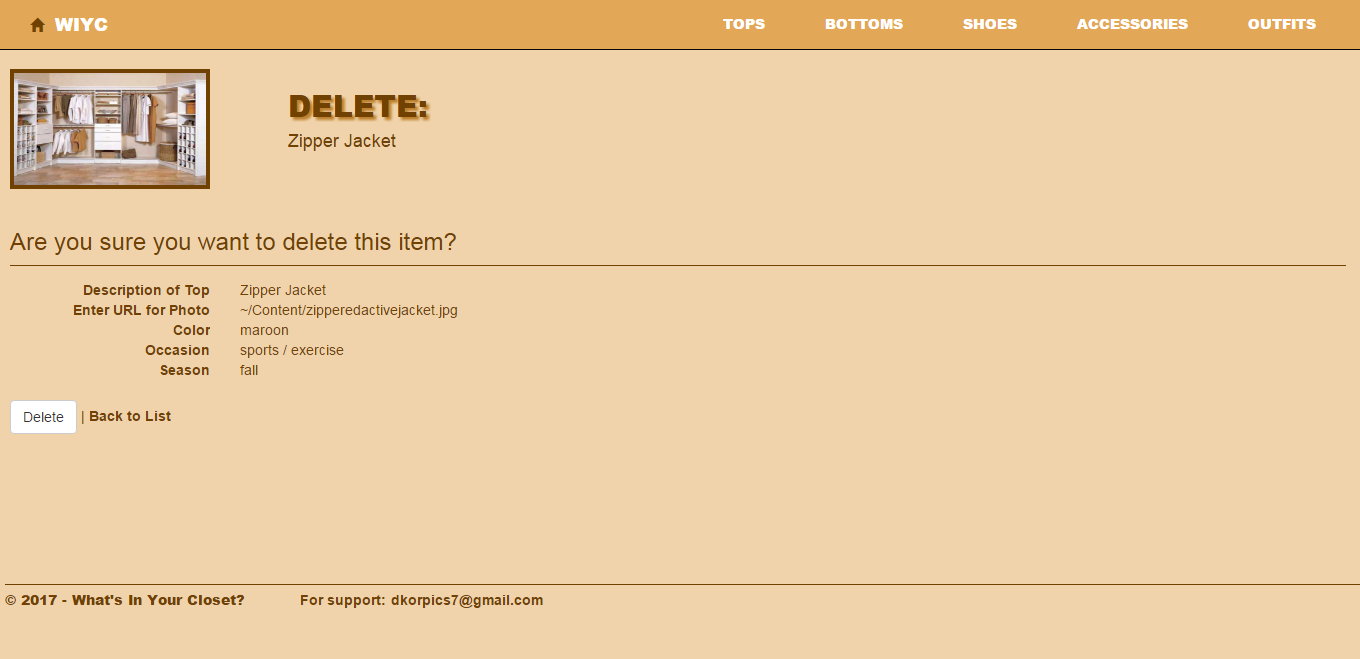 WIYC TOPS BOTTOMS SHOES ACCESSORIES OUTFITS
DELETE:
Zipper Jacket
Are you sure you want to delete this item?
Description of Top Zipper Jacket
Enter URL for Photo ~/Content/zipperedactivejacket.jpg
Color maroon
Occasion sports / exercise
Season fall
Delete | Back to List
© 2017 - What's In Your Closet? For support: dkorpics7@gmail.com